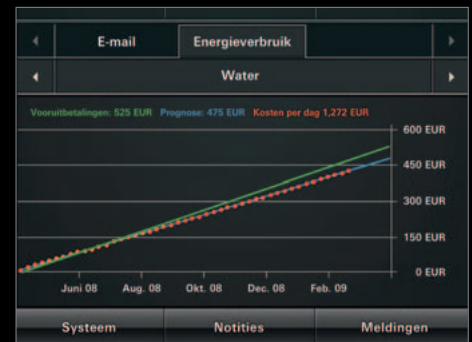 E-mail Energieverbruik
Water
Vooruitbetalingen: 525 EUR Prognose: 475 EUR Kosten per dag 1,272 EUR
600 EUR
450 EUR
300 EUR
150 EUR
0 EUR
Juni 08 Aug. 08 Okt. 08 Dec. 08 Feb. 09
Systeem Notities Meldingen